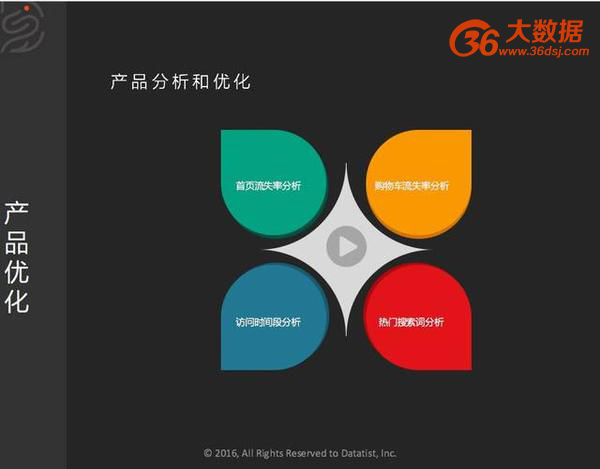 36大数据
www.36dsj.com
产品分析和优化
首页流失率分析
购物车流失率分析
产品优化
访问时间段分析
热门搜索词分析
© 2016, All Rights Reserved to Datatist, Inc.